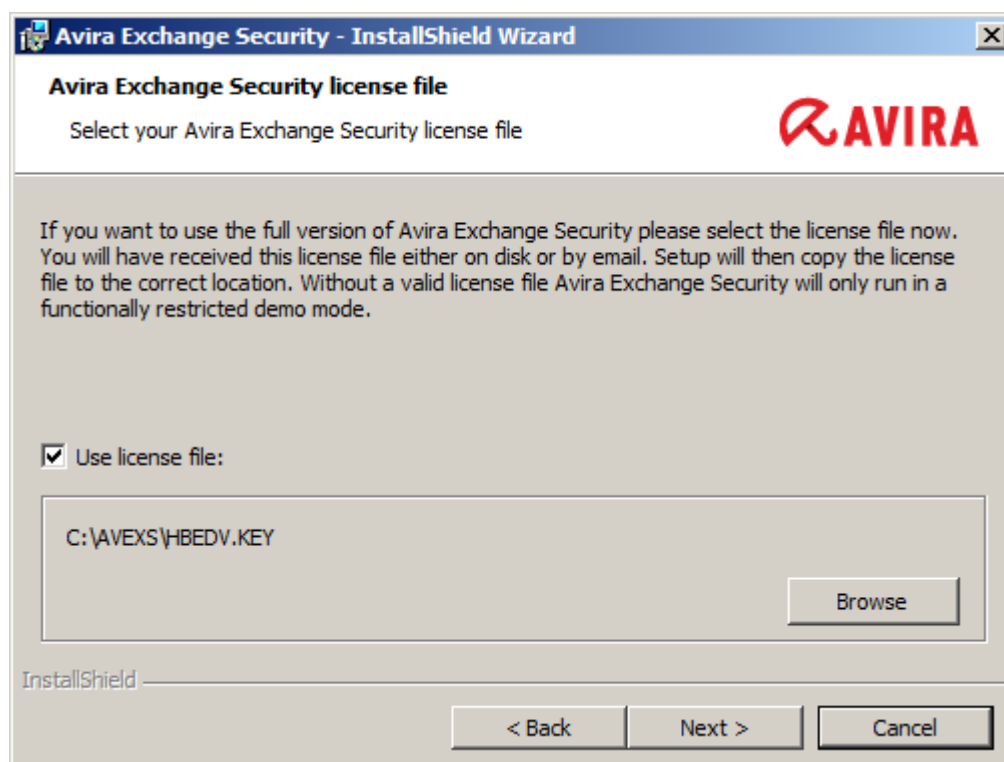 Avira Exchange Security - InstallShield Wizard
Avira Exchange Security license file
Select your Avira Exchange Security license file
AVIRA
If you want to use the full version of Avira Exchange Security please select the license file now.
You will have received this license file either on disk or by email. Setup will then copy the license
file to the correct location. Without a valid license file Avira Exchange Security will only run in a
functionally restricted demo mode.
Use license file:
C:\AVEXS\HBEDV.KEY
Browse
InstallShield
< Back
Next >
Cancel